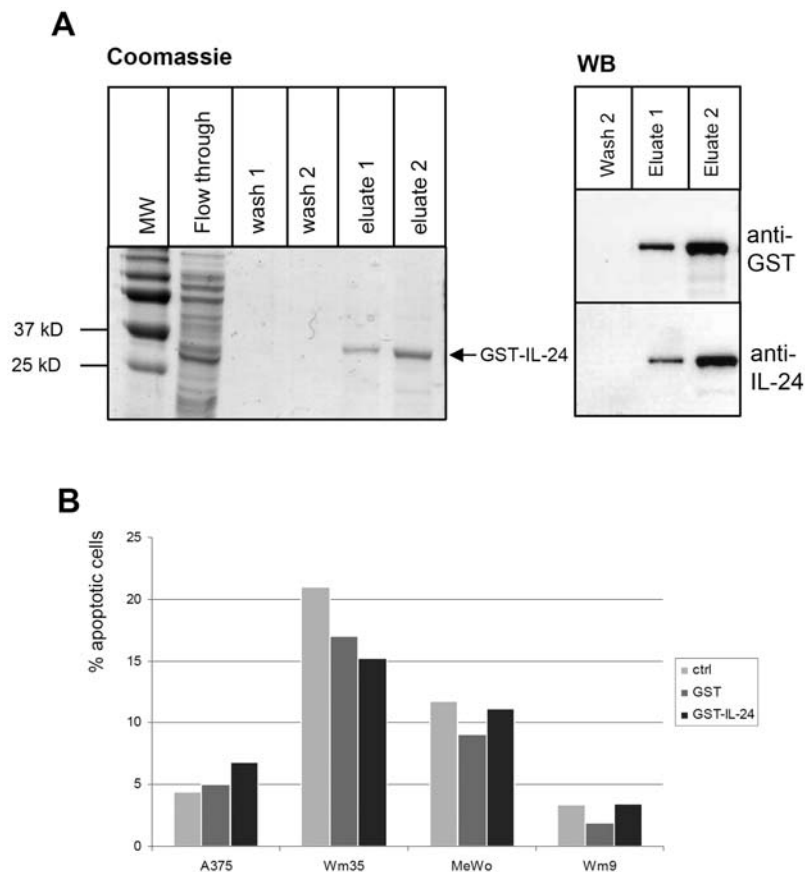 A
Coomassie
MW
Flow through
wash 1
wash 2
eluate 1
eluate 2
37 kD
25 kD
GST-IL-24
WB
Wash 2
Eluate 1
Eluate 2
anti-
GST
anti-
IL-24
B
% apoptotic cells
25
20
15
10
5
0
A375
Wm35
MeWo
Wm9
ctrl
GST
GST-IL-24